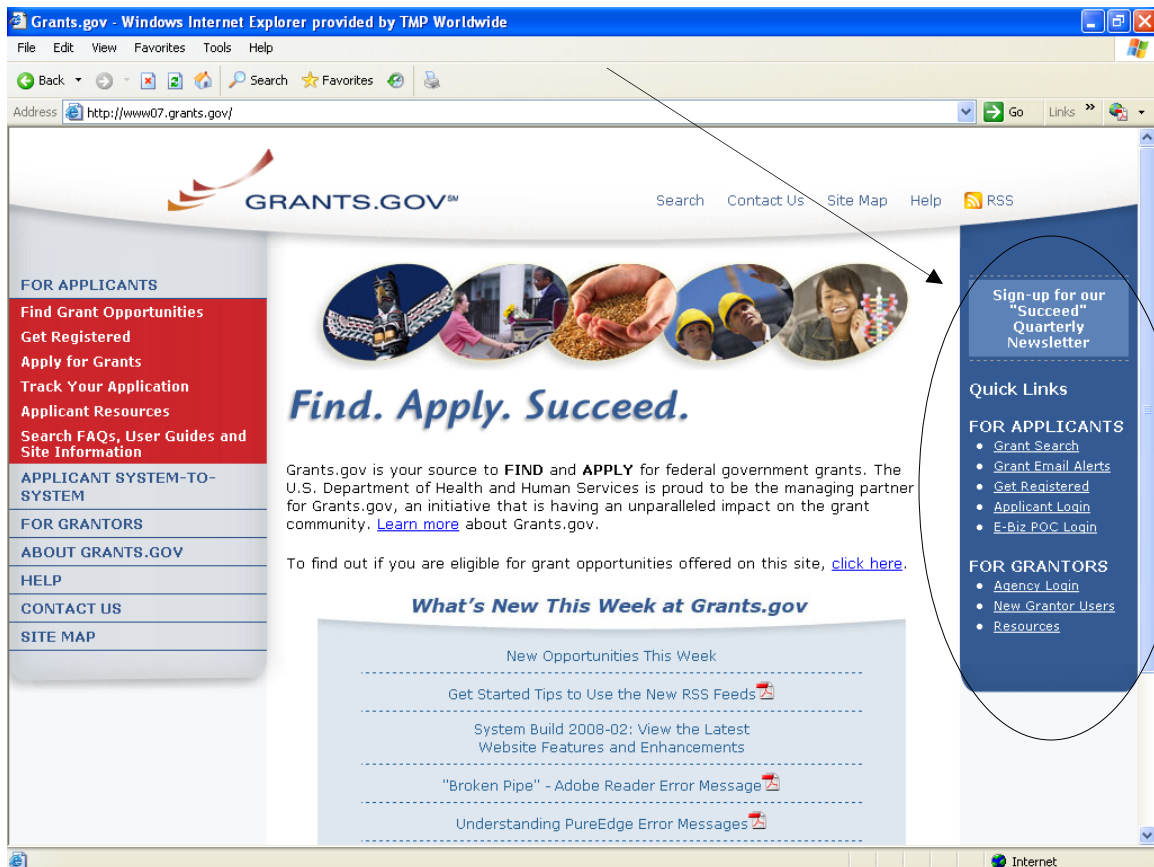 Grants.gov - Windows Internet Explorer provided by TMP Worldwide
File Edit View Favorites Tools Help
Back Search Favorites
Address http://www07.grants.gov/ Go Links »
GRANTS.GOV℠
Search Contact Us Site Map Help RSS
FOR APPLICANTS
Find Grant Opportunities
Get Registered
Apply for Grants
Track Your Application
Applicant Resources
Search FAQs, User Guides and
Site Information
APPLICANT SYSTEM-TO-
SYSTEM
FOR GRANTORS
ABOUT GRANTS.GOV
HELP
CONTACT US
SITE MAP
Find. Apply. Succeed.
Grants.gov is your source to FIND and APPLY for federal government grants. The
U.S. Department of Health and Human Services is proud to be the managing partner
for Grants.gov, an initiative that is having an unparalleled impact on the grant
community. Learn more about Grants.gov.
To find out if you are eligible for grant opportunities offered on this site, click here.
What's New This Week at Grants.gov
New Opportunities This Week
Get Started Tips to Use the New RSS Feeds
System Build 2008-02: View the Latest
Website Features and Enhancements
"Broken Pipe" - Adobe Reader Error Message
Understanding PureEdge Error Messages
Sign-up for our
"Succeed"
Quarterly
Newsletter
Quick Links
FOR APPLICANTS
Grant Search
Grant Email Alerts
Get Registered
Applicant Login
E-Biz POC Login
FOR GRANTORS
Agency Login
New Grantor Users
Resources
Internet